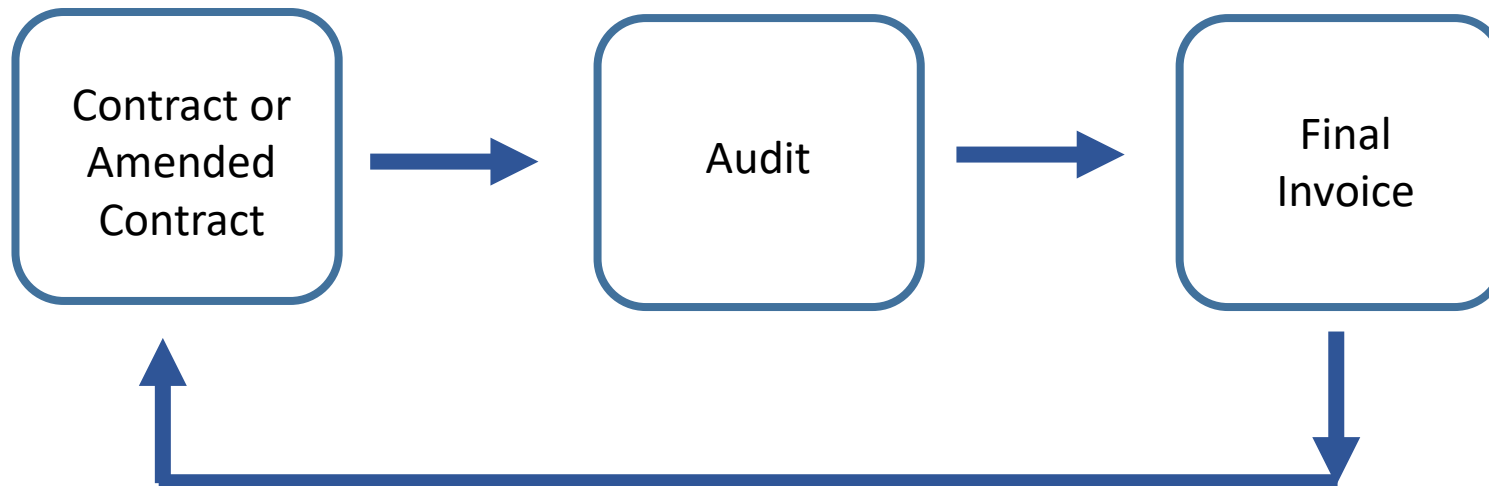 Contract or
Amended
Contract
Audit
Final
Invoice